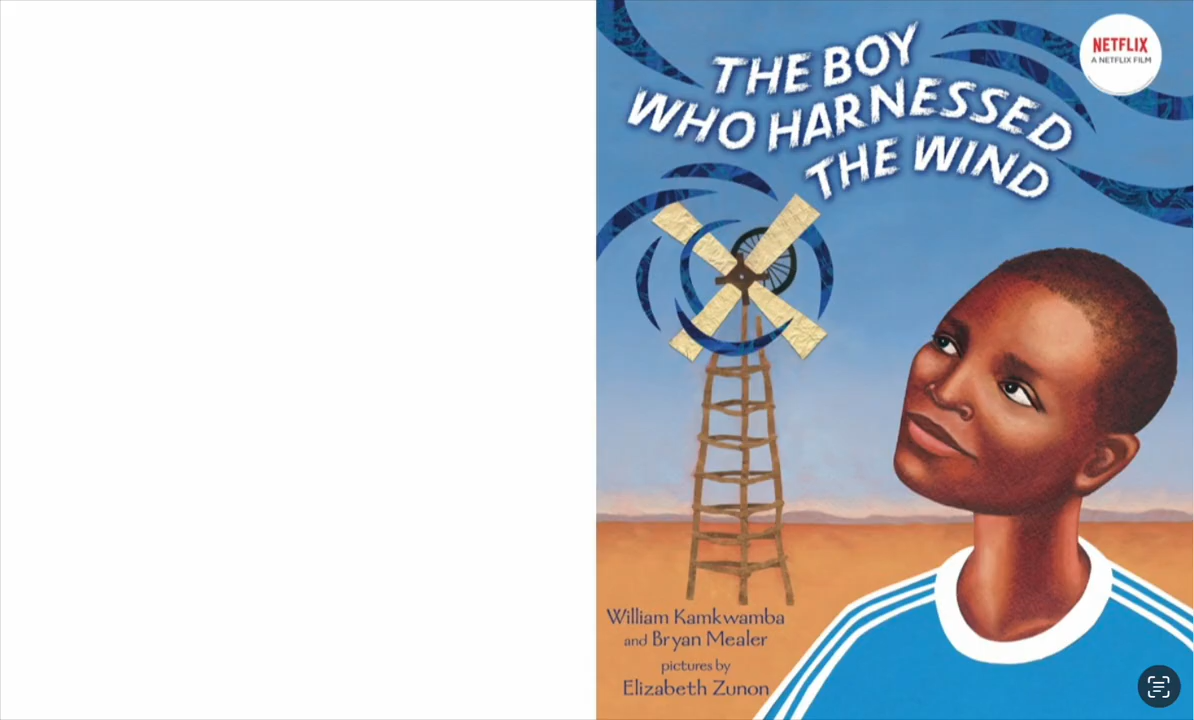 THE BOY
WHO HARNESSED
THE WIND
NETFLIX
A NETFLIX FILM
William Kamkwamba
and Bryan Mealer
pictures by
Elizabeth Zunon